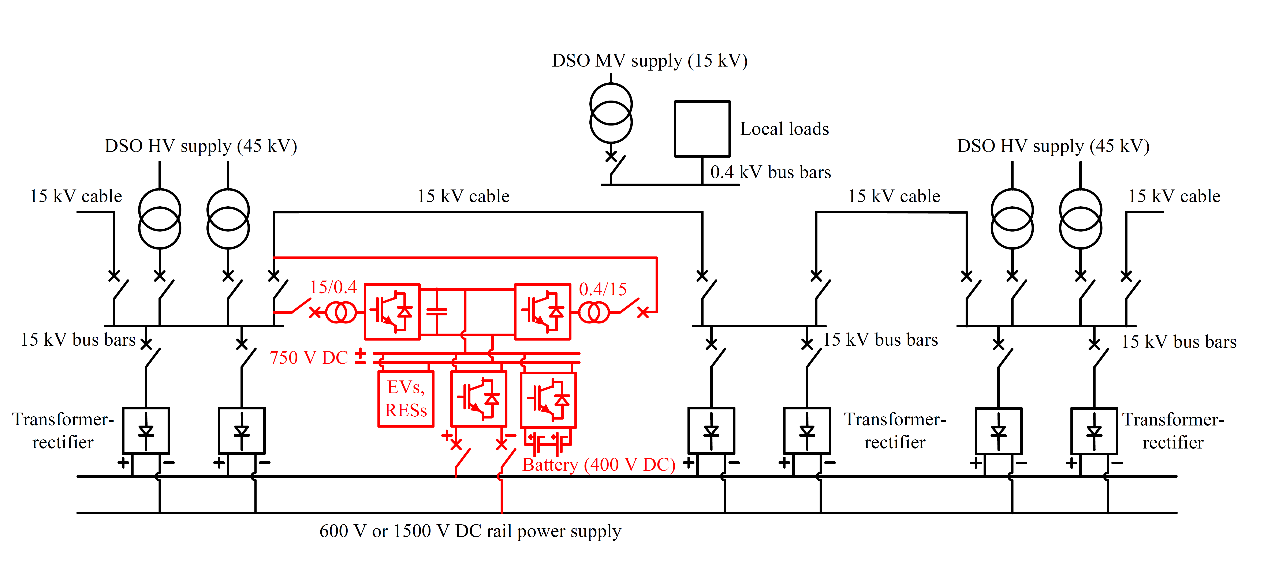 DSO MV supply (15 kV)
Local loads
DSO HV supply (45 kV)
DSO HV supply (45 kV)
0.4 kV bus bars
15 kV cable
15 kV cable
15 kV cable
15 kV cable
15/0.4
0.4/15
15 kV bus bars
15 kV bus bars
15 kV bus bars
750 V DC
+
−
EVs,
RESs
Transformer-
rectifier
Transformer-
rectifier
Transformer-
rectifier
+ −
Battery (400 V DC)
+ − + − + − + − + − + −
600 V or 1500 V DC rail power supply